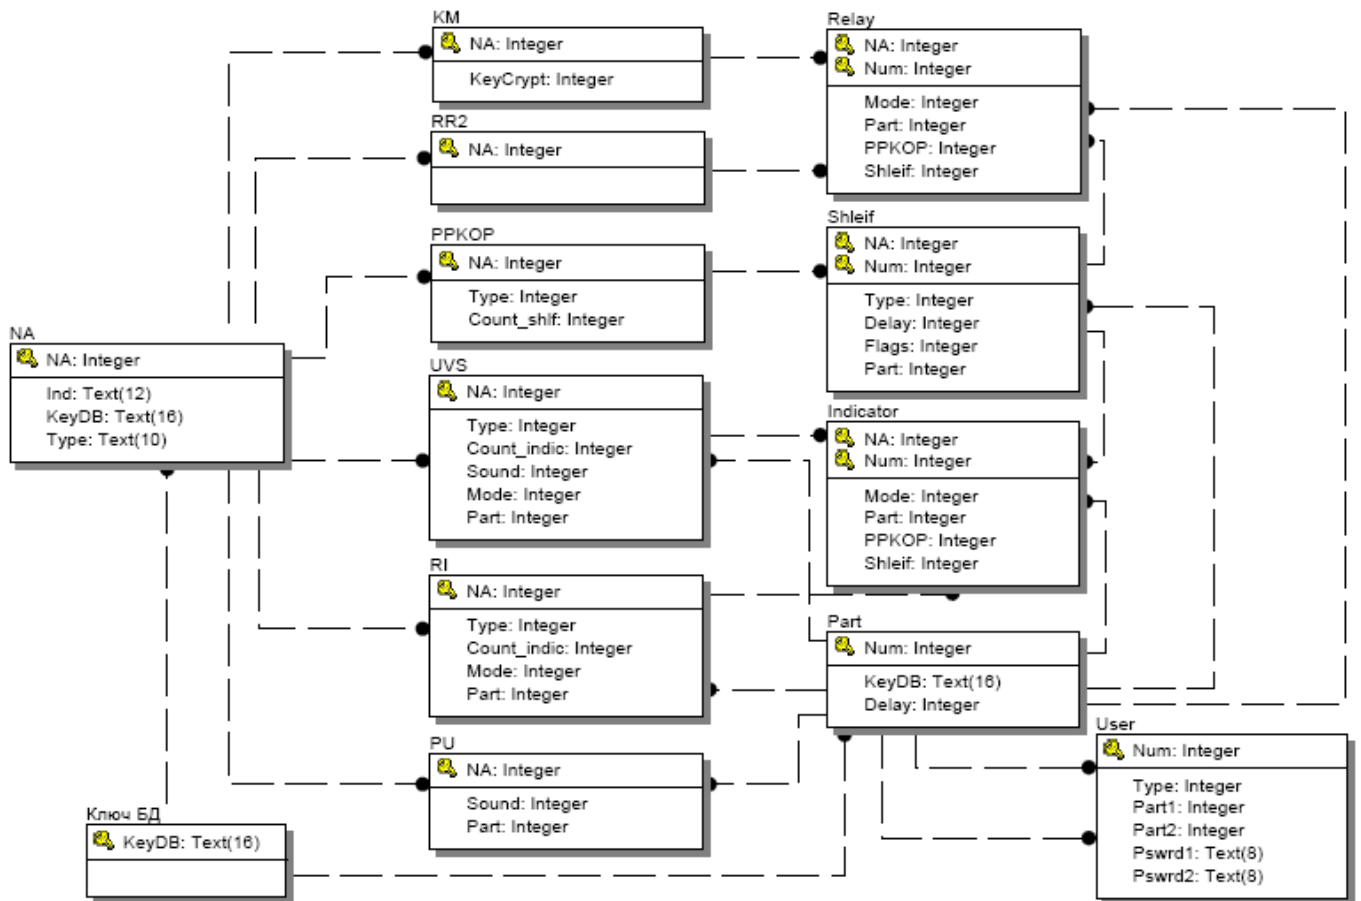 KM
NA: Integer
KeyCrypt: Integer
RR2
NA: Integer
PPKOP
NA: Integer
Type: Integer
Count_shlf: Integer
NA
NA: Integer
Ind: Text(12)
KeyDB: Text(16)
Type: Text(10)
UVS
NA: Integer
Type: Integer
Count_indic: Integer
Sound: Integer
Mode: Integer
Part: Integer
RI
NA: Integer
Type: Integer
Count_indic: Integer
Mode: Integer
Part: Integer
PU
NA: Integer
Sound: Integer
Part: Integer
Ключ БД
KeyDB: Text(16)
Relay
NA: Integer
Num: Integer
Mode: Integer
Part: Integer
PPKOP: Integer
Shleif: Integer
Shleif
NA: Integer
Num: Integer
Type: Integer
Delay: Integer
Flags: Integer
Part: Integer
Indicator
NA: Integer
Num: Integer
Mode: Integer
Part: Integer
PPKOP: Integer
Shleif: Integer
Part
Num: Integer
KeyDB: Text(16)
Delay: Integer
User
Num: Integer
Type: Integer
Part1: Integer
Part2: Integer
Pswrd1: Text(8)
Pswrd2: Text(8)